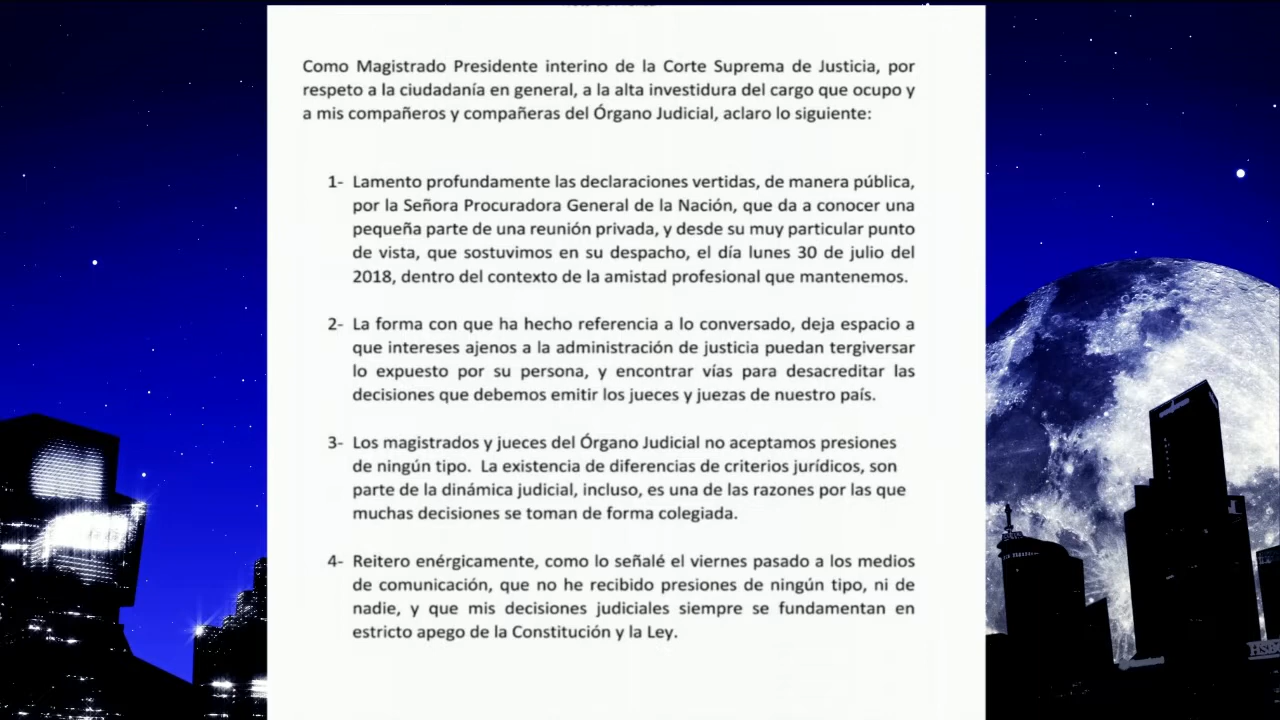 Como Magistrado Presidente interino de la Corte Suprema de Justicia, por
respeto a la ciudadanía en general, a la alta investidura del cargo que ocupo y
a mis compañeros y compañeras del Órgano Judicial, aclaro lo siguiente:
1- Lamento profundamente las declaraciones vertidas, de manera pública,
por la Señora Procuradora General de la Nación, que da a conocer una
pequeña parte de una reunión privada, y desde su muy particular punto
de vista, que sostuvimos en su despacho, el día lunes 30 de julio del
2018, dentro del contexto de la amistad profesional que mantenemos.
2- La forma con que ha hecho referencia a lo conversado, deja espacio a
que intereses ajenos a la administración de justicia puedan tergiversar
lo expuesto por su persona, y encontrar vías para desacreditar las
decisiones que debemos emitir los jueces y juezas de nuestro país.
3- Los magistrados y jueces del Órgano Judicial no aceptamos presiones
de ningún tipo. La existencia de diferencias de criterios jurídicos, son
parte de la dinámica judicial, incluso, es una de las razones por las que
muchas decisiones se toman de forma colegiada.
4- Reitero enérgicamente, como lo señalé el viernes pasado a los medios
de comunicación, que no he recibido presiones de ningún tipo, ni de
nadie, y que mis decisiones judiciales siempre se fundamentan en
estricto apego de la Constitución y la Ley.